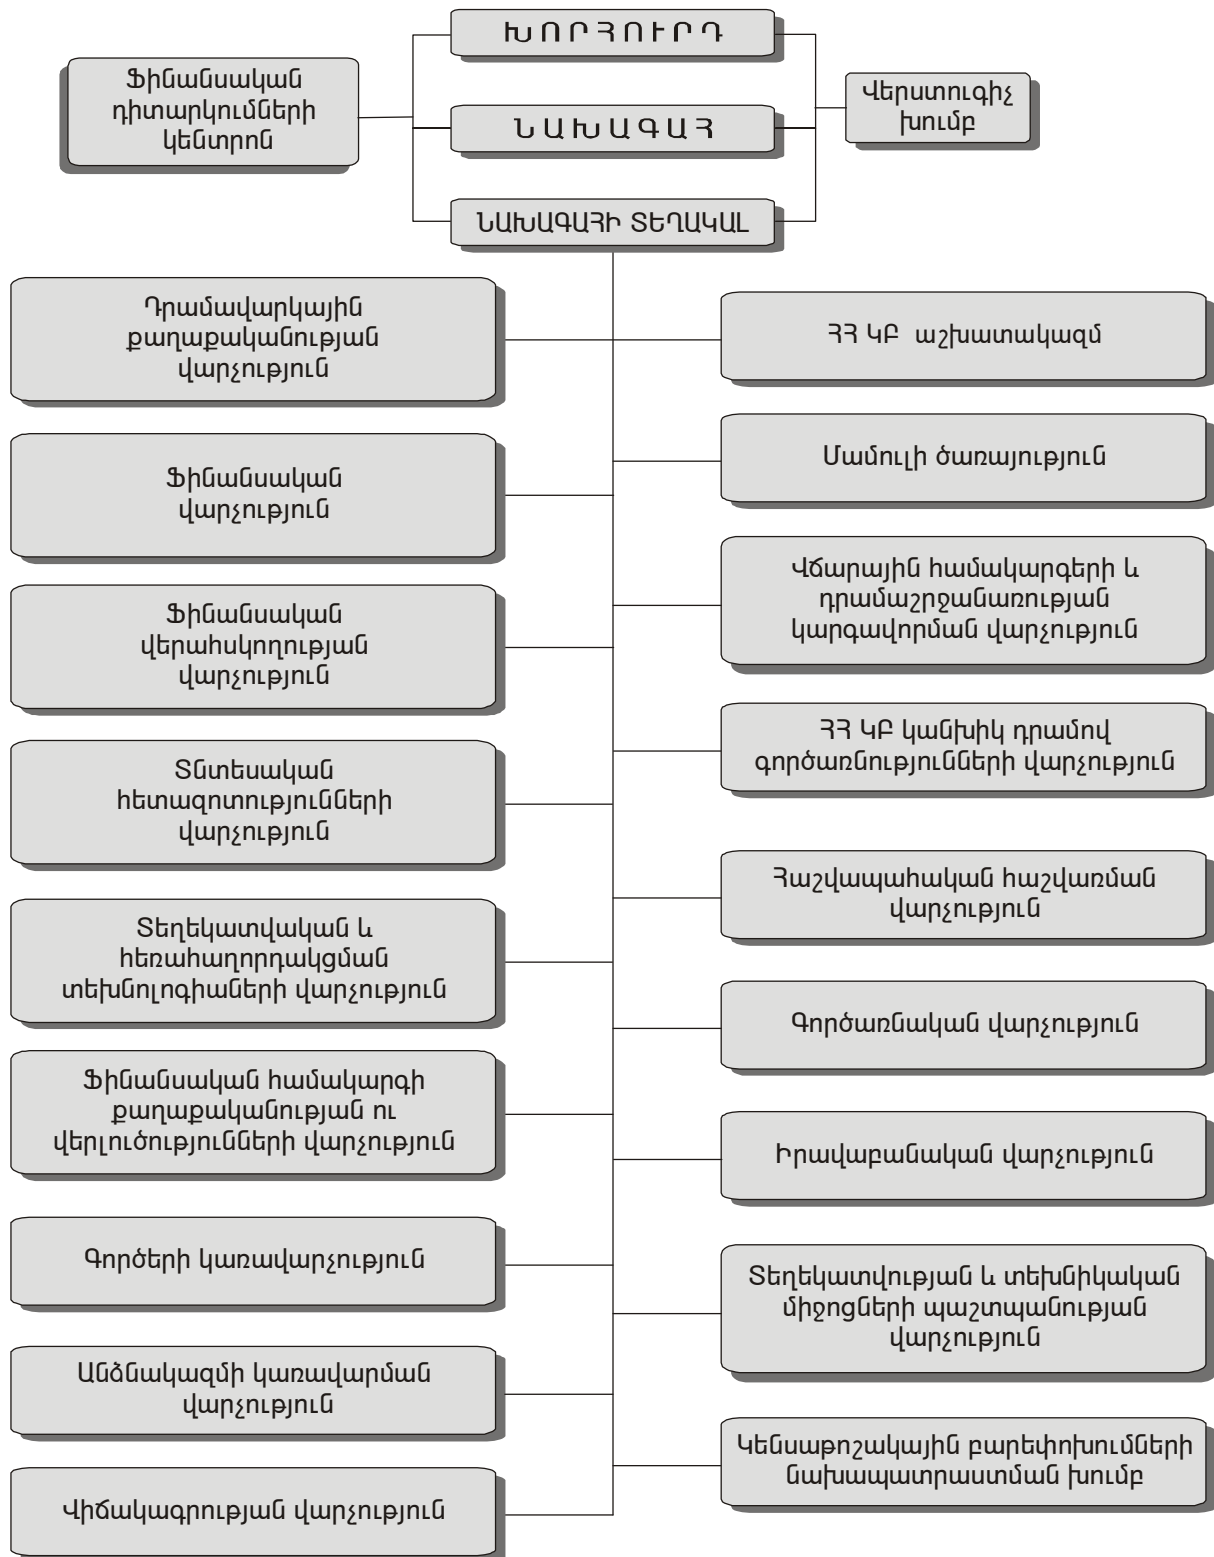 ԽՈՐՀՈՒՐԴ
Ֆինանսական
դիտարկումների
կենտրոն
Վերստուգիչ
խումբ
ՆԱԽԱԳԱՀ
ՆԱԽԱԳԱՀԻ ՏԵՂԱԿԱԼ
Դրամավարկային
քաղաքականության
վարչություն
Ֆինանսական
վարչություն
Ֆինանսական
վերահսկողության
վարչություն
Տնտեսական
հետազոտությունների
վարչություն
Տեղեկատվական և
հեռահաղորդակցման
տեխնոլոգիաների վարչություն
Ֆինանսական համակարգի
քաղաքականության ու
վերլուծությունների վարչություն
Գործերի կառավարչություն
Անձնակազմի կառավարման
վարչություն
Վիճակագրության վարչություն
ՀՀ ԿԲ աշխատակազմ
Մամուլի ծառայություն
Վճարային համակարգերի և
դրամաշրջանառության
կարգավորման վարչություն
ՀՀ ԿԲ կանխիկ դրամով
գործառնությունների վարչություն
Հաշվապահական հաշվառման
վարչություն
Գործառնական վարչություն
Իրավաբանական վարչություն
Տեղեկատվության և տեխնիկական
միջոցների պաշտպանության
վարչություն
Կենսաթոշակային բարեփոխումների
նախապատրաստման խումբ